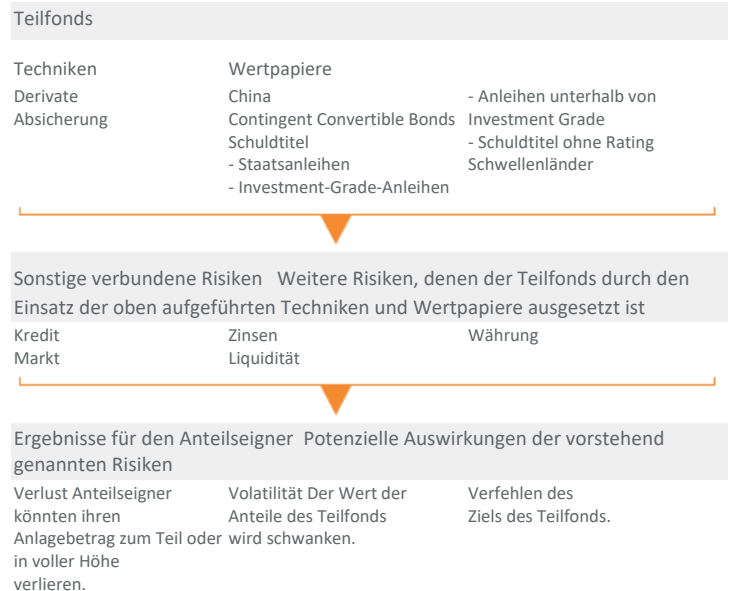 Teilfonds
Techniken
Derivate
Absicherung
Wertpapiere
China
Contingent Convertible Bonds
Schuldtitel
- Staatsanleihen
- Investment-Grade-Anleihen
- Anleihen unterhalb von
Investment Grade
- Schuldtitel ohne Rating
Schwellenländer
Sonstige verbundene Risiken Weitere Risiken, denen der Teilfonds durch den
Einsatz der oben aufgeführten Techniken und Wertpapiere ausgesetzt ist
Kredit
Markt
Zinsen
Liquidität
Währung
Ergebnisse für den Anteilseigner Potenzielle Auswirkungen der vorstehend
genannten Risiken
Verlust Anteilseigner
könnten ihren
Anlagebetrag zum Teil oder
in voller Höhe
verlieren.
Volatilität Der Wert der
Anteile des Teilfonds
wird schwanken.
Verfehlen des
Ziels des Teilfonds.